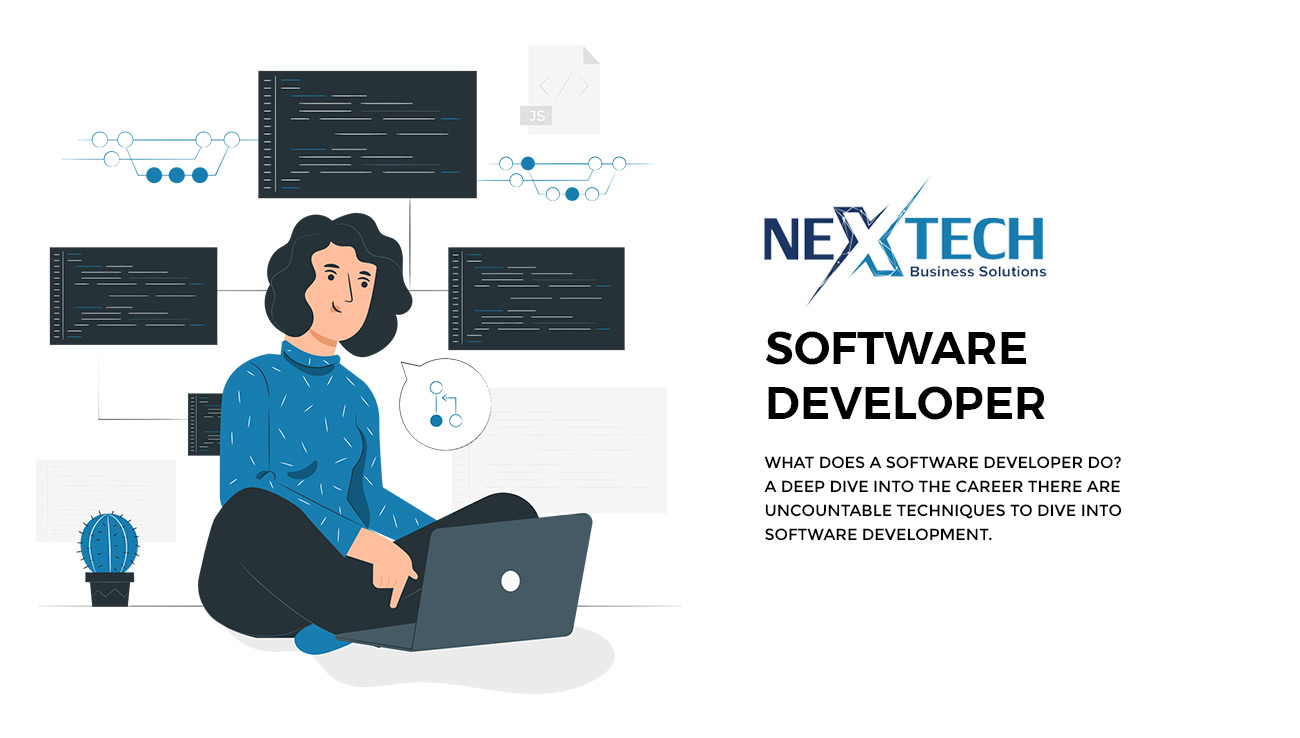 JS
NEXTECH
Business Solutions
SOFTWARE
DEVELOPER
WHAT DOES A SOFTWARE DEVELOPER DO?
A DEEP DIVE INTO THE CAREER THERE ARE
UNCOUNTABLE TECHNIQUES TO DIVE INTO
SOFTWARE DEVELOPMENT.